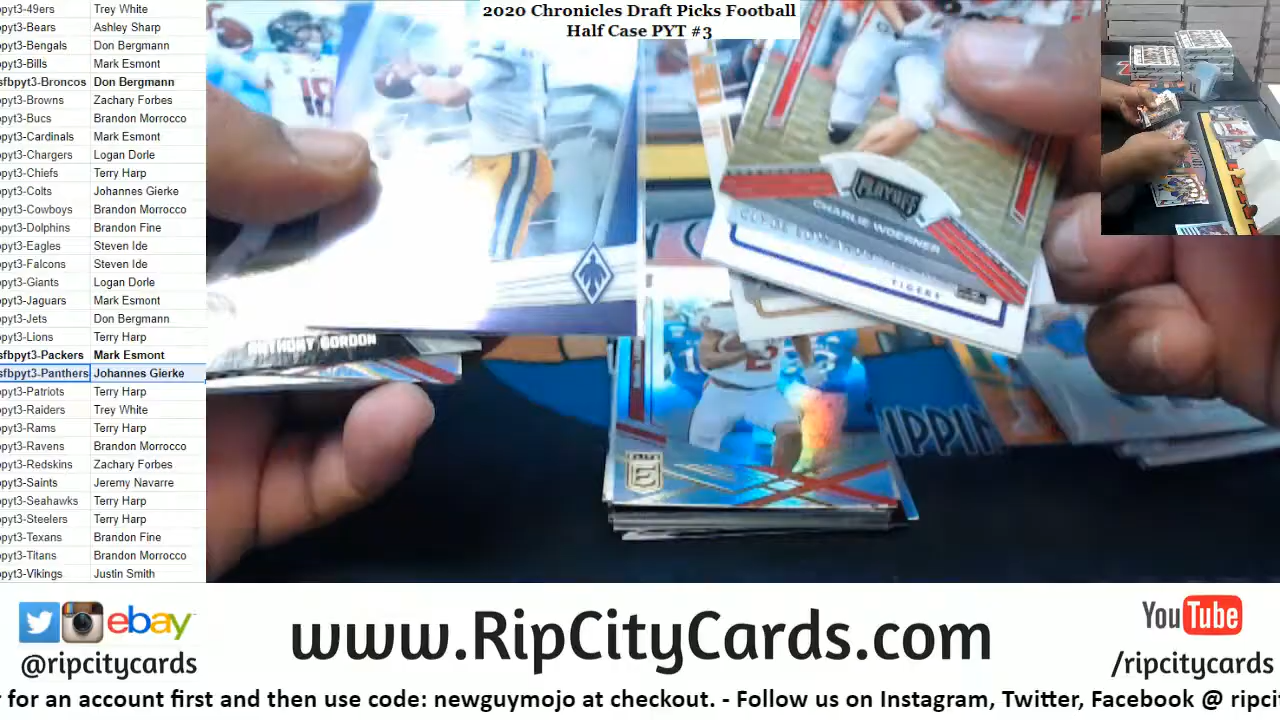 2020 Chronicles Draft Picks Football
Half Case PYT #3
pyt3-49ers Trey White
pyt3-Bears Ashley Sharp
pyt3-Bengals Don Bergmann
pyt3-Bills Mark Esmont
sfbpyt3-Broncos Don Bergmann
pyt3-Browns Zachary Forbes
pyt3-Bucs Brandon Morrocco
pyt3-Cardinals Mark Esmont
pyt3-Chargers Logan Dorle
pyt3-Chiefs Terry Harp
pyt3-Colts Johannes Gierke
pyt3-Cowboys Brandon Morrocco
pyt3-Dolphins Brandon Fine
pyt3-Eagles Steven Ide
pyt3-Falcons Steven Ide
pyt3-Giants Logan Dorle
pyt3-Jaguars Mark Esmont
pyt3-Jets Don Bergmann
pyt3-Lions Terry Harp
sfbpyt3-Packers Mark Esmont
sfbpyt3-Panthers Johannes Gierke
pyt3-Patriots Terry Harp
pyt3-Raiders Trey White
pyt3-Rams Terry Harp
pyt3-Ravens Brandon Morrocco
pyt3-Redskins Zachary Forbes
pyt3-Saints Jeremy Navarre
pyt3-Seahawks Terry Harp
pyt3-Steelers Terry Harp
pyt3-Texans Brandon Fine
pyt3-Titans Brandon Morrocco
pyt3-Vikings Justin Smith
PLAYOFF
CHARLIE WOERNER
TIGERS
ANTHONY GORDON
ELITE
E
IPPIN
ebay
@ripcitycards
www.RipCityCards.com
YouTube
/ripcitycards
r for an account first and then use code: newguymojo at checkout. - Follow us on Instagram, Twitter, Facebook @ ripci